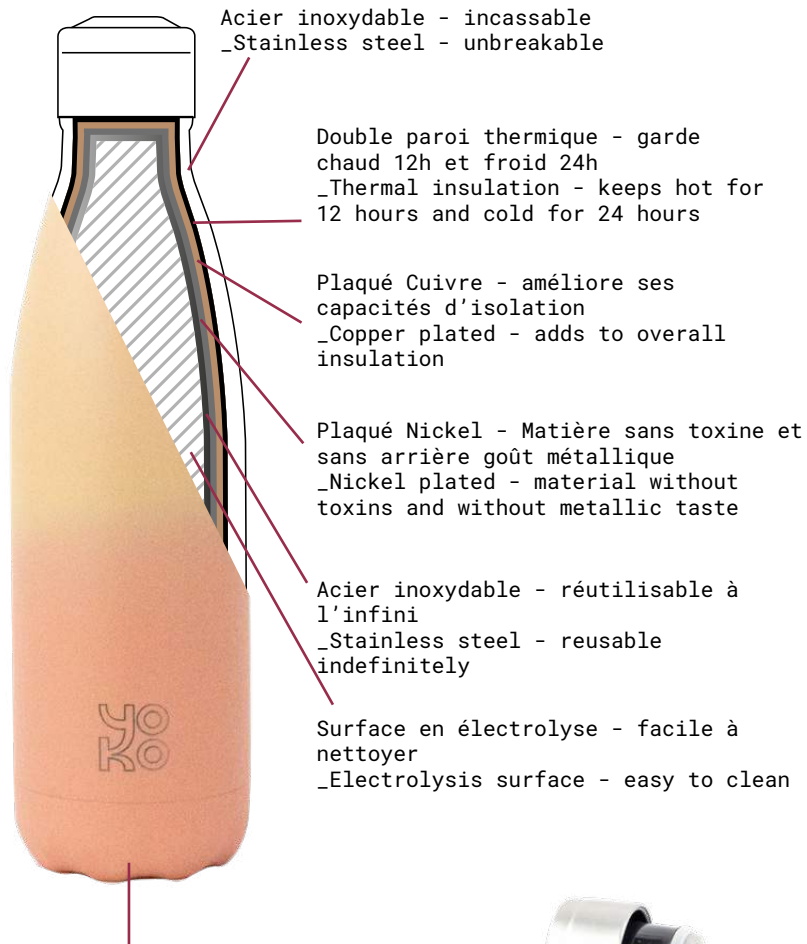 Acier inoxydable - incassable
_Stainless steel - unbreakable
Double paroi thermique - garde
chaud 12h et froid 24h
_Thermal insulation - keeps hot for
12 hours and cold for 24 hours
Plaqué Cuivre - améliore ses
capacités d'isolation
_Copper plated - adds to overall
insulation
Plaqué Nickel - Matière sans toxine et
sans arrière goût métallique
_Nickel plated - material without
toxins and without metallic taste
Acier inoxydable - réutilisable à
l'infini
_Stainless steel - reusable
indefinitely
Surface en électrolyse - facile à
nettoyer
_Electrolysis surface - easy to clean
YO
KO